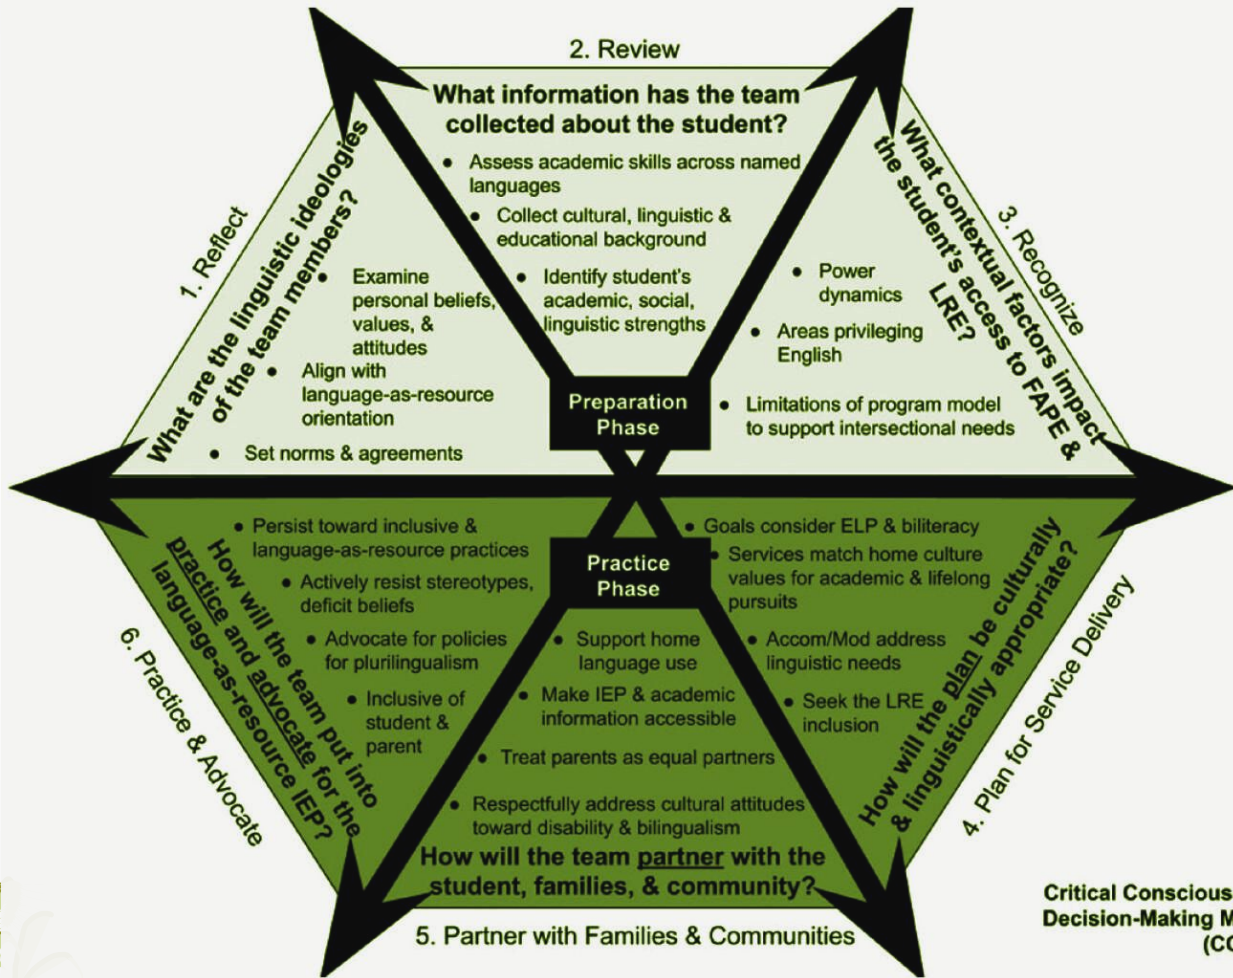 2. Review
What information has the team
collected about the student?
● Assess academic skills across named
languages
● Collect cultural, linguistic &
educational background
● Identify student's
academic, social,
linguistic strengths
1. Reflect
What are the linguistic ideologies
of the team members?
● Examine
personal beliefs,
values, &
attitudes
● Align with
language-as-resource
orientation
● Set norms & agreements
3. Recognize
What contextual factors impact
the student's access to FAPE &
LRE?
● Power
dynamics
● Areas privileging
English
● Limitations of program model
to support intersectional needs
Preparation
Phase
Practice
Phase
● Goals consider ELP & biliteracy
● Services match home culture
values for academic & lifelong
pursuits
● Accom/Mod address
linguistic needs
● Seek the LRE
inclusion
How will the plan be culturally
& linguistically appropriate?
4. Plan for Service Delivery
● Support home
language use
● Make IEP & academic
information accessible
● Treat parents as equal partners
● Respectfully address cultural attitudes
toward disability & bilingualism
How will the team partner with the
student, families, & community?
5. Partner with Families & Communities
● Persist toward inclusive &
language-as-resource practices
● Actively resist stereotypes,
deficit beliefs
● Advocate for policies
for plurilingualism
● Inclusive of
student &
parent
How will the team put into
practice and advocate for the
language-as-resource IEP?
6. Practice & Advocate
Critical Conscious
Decision-Making M
(CC